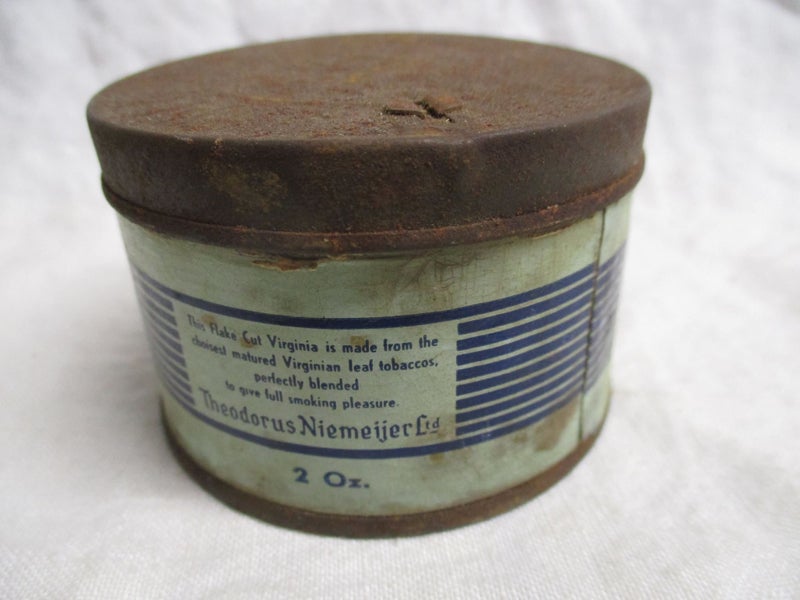 This Flake Cut Virginia is made from the
choisest matured Virginian leaf tobaccos,
perfectly blended
to give full smoking pleasure.
Theodorus Niemeijer Ltd
2 Oz.